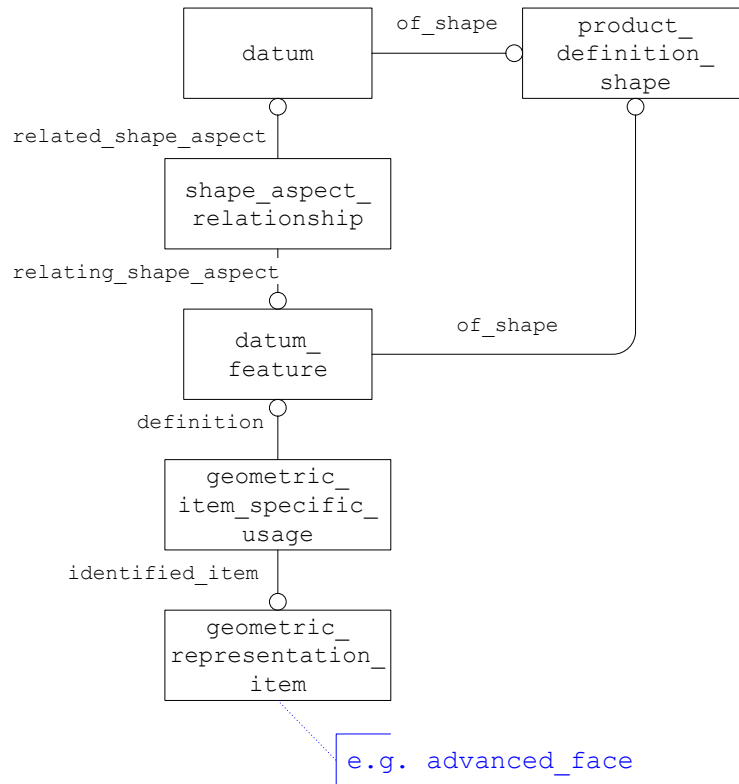 of_shape
datum
product_
definition_
shape
related_shape_aspect
shape_aspect_
relationship
relating_shape_aspect
datum_
feature
of_shape
definition
geometric_
item_specific_
usage
identified_item
geometric_
representation_
item
e.g. advanced_face